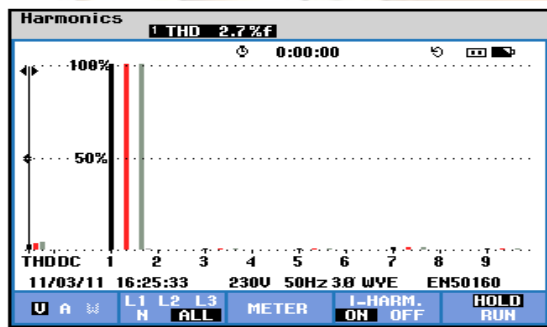 Harmonics
1 THD 2.7%f
0:00:00
100%
50%
THDDC 1 2 3 4 5 6 7 8 9
11/03/11 16:25:33 230V 50Hz 3Ø WYE EN50160
V A W L1 L2 L3 N ALL METER I-HARM. ON OFF HOLD RUN